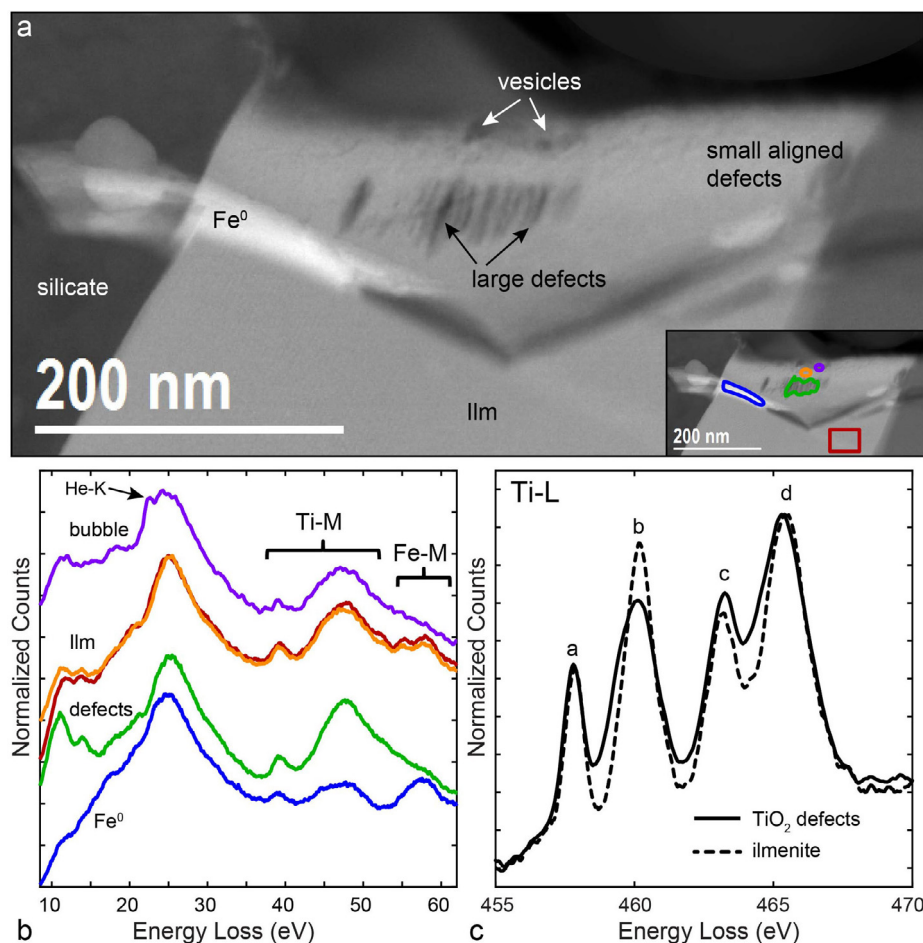 a
vesicles
small aligned
defects
Fe⁰
large defects
silicate
200 nm
Ilm
200 nm
He-K
bubble
Ti-M
Fe-M
Ilm
defects
Fe⁰
Normalized Counts
10 20 30 40 50 60
Energy Loss (eV)
b
Ti-L
a
b
c
d
TiO₂ defects
ilmenite
Normalized Counts
455 460 465 470
Energy Loss (eV)
c